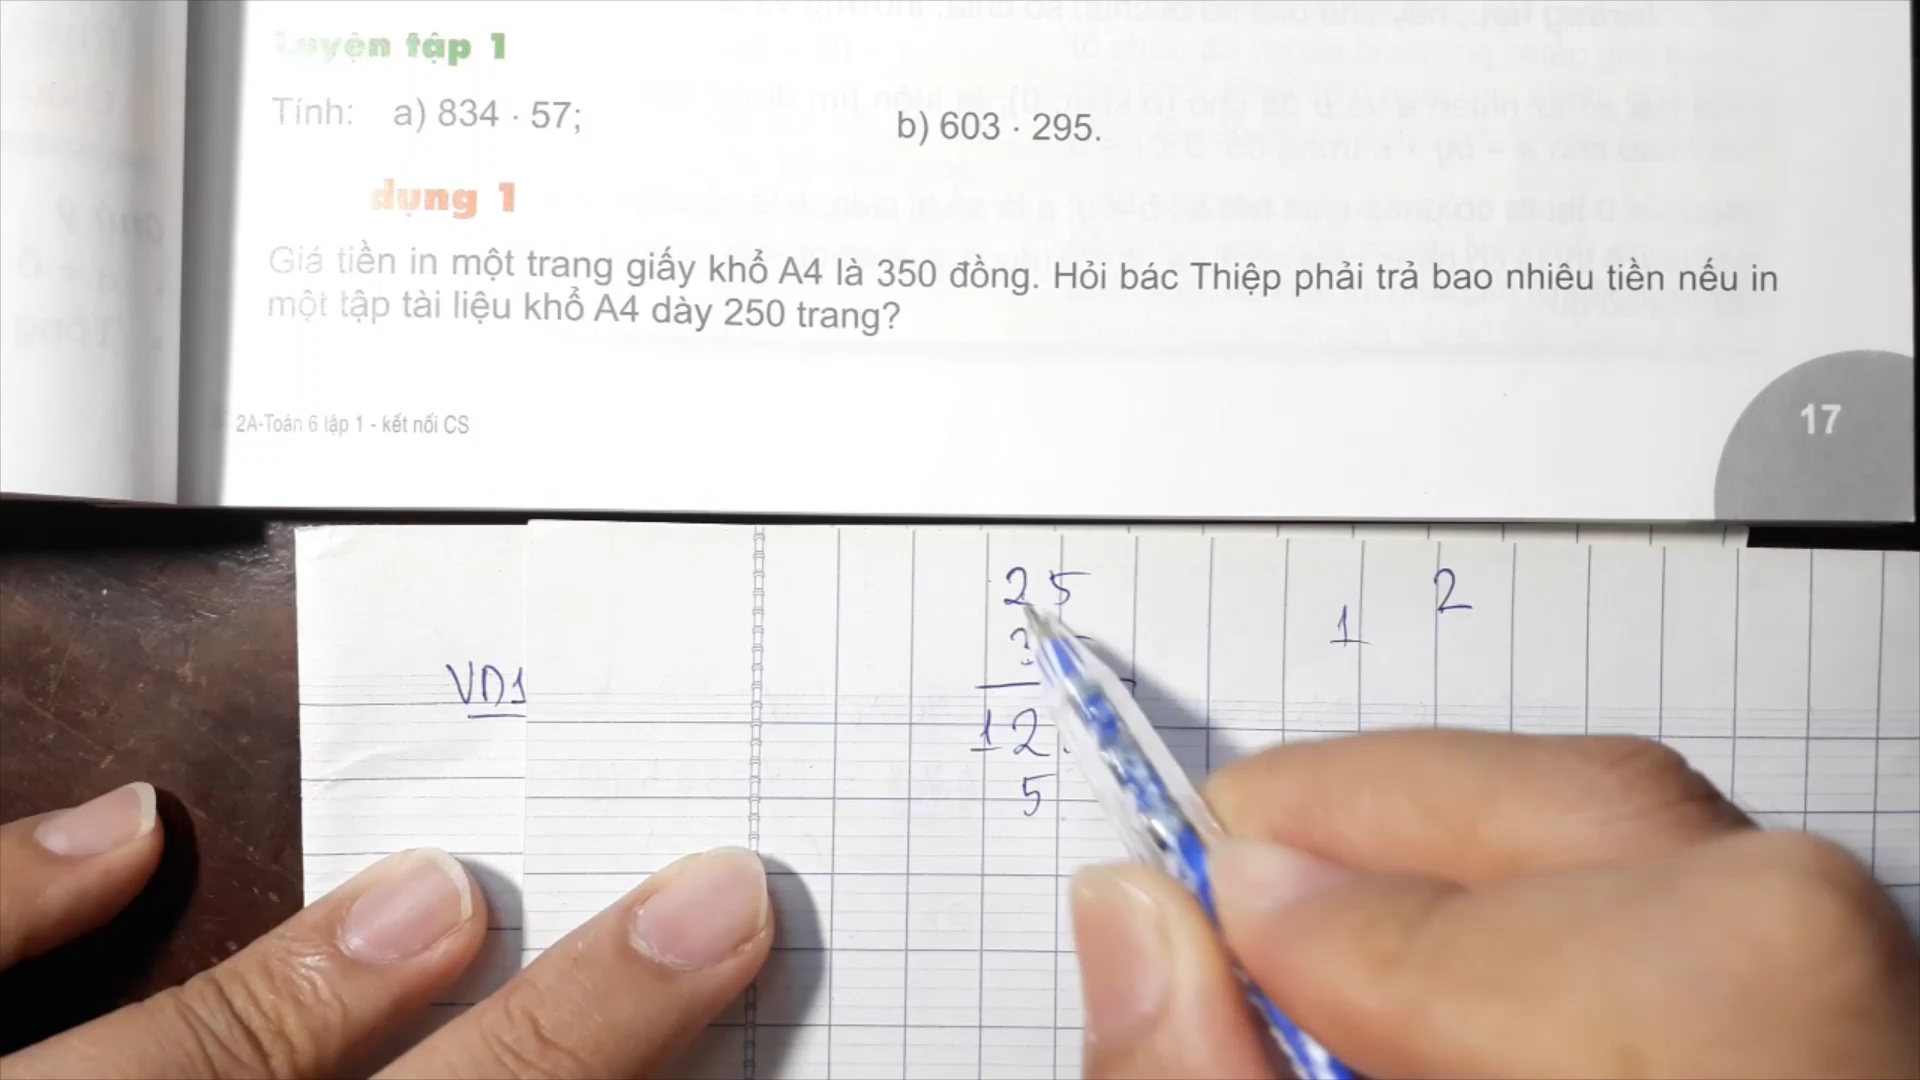 Luyện tập 1
Tính: a) 834 · 57; b) 603 · 295.
dụng 1
Giá tiền in một trang giấy khổ A4 là 350 đồng. Hỏi bác Thiệp phải trả bao nhiêu tiền nếu in
một tập tài liệu khổ A4 dày 250 trang?
2A-Toán 6 lập 1 - kết nối CS
17
25
2
1
VD1
12
5